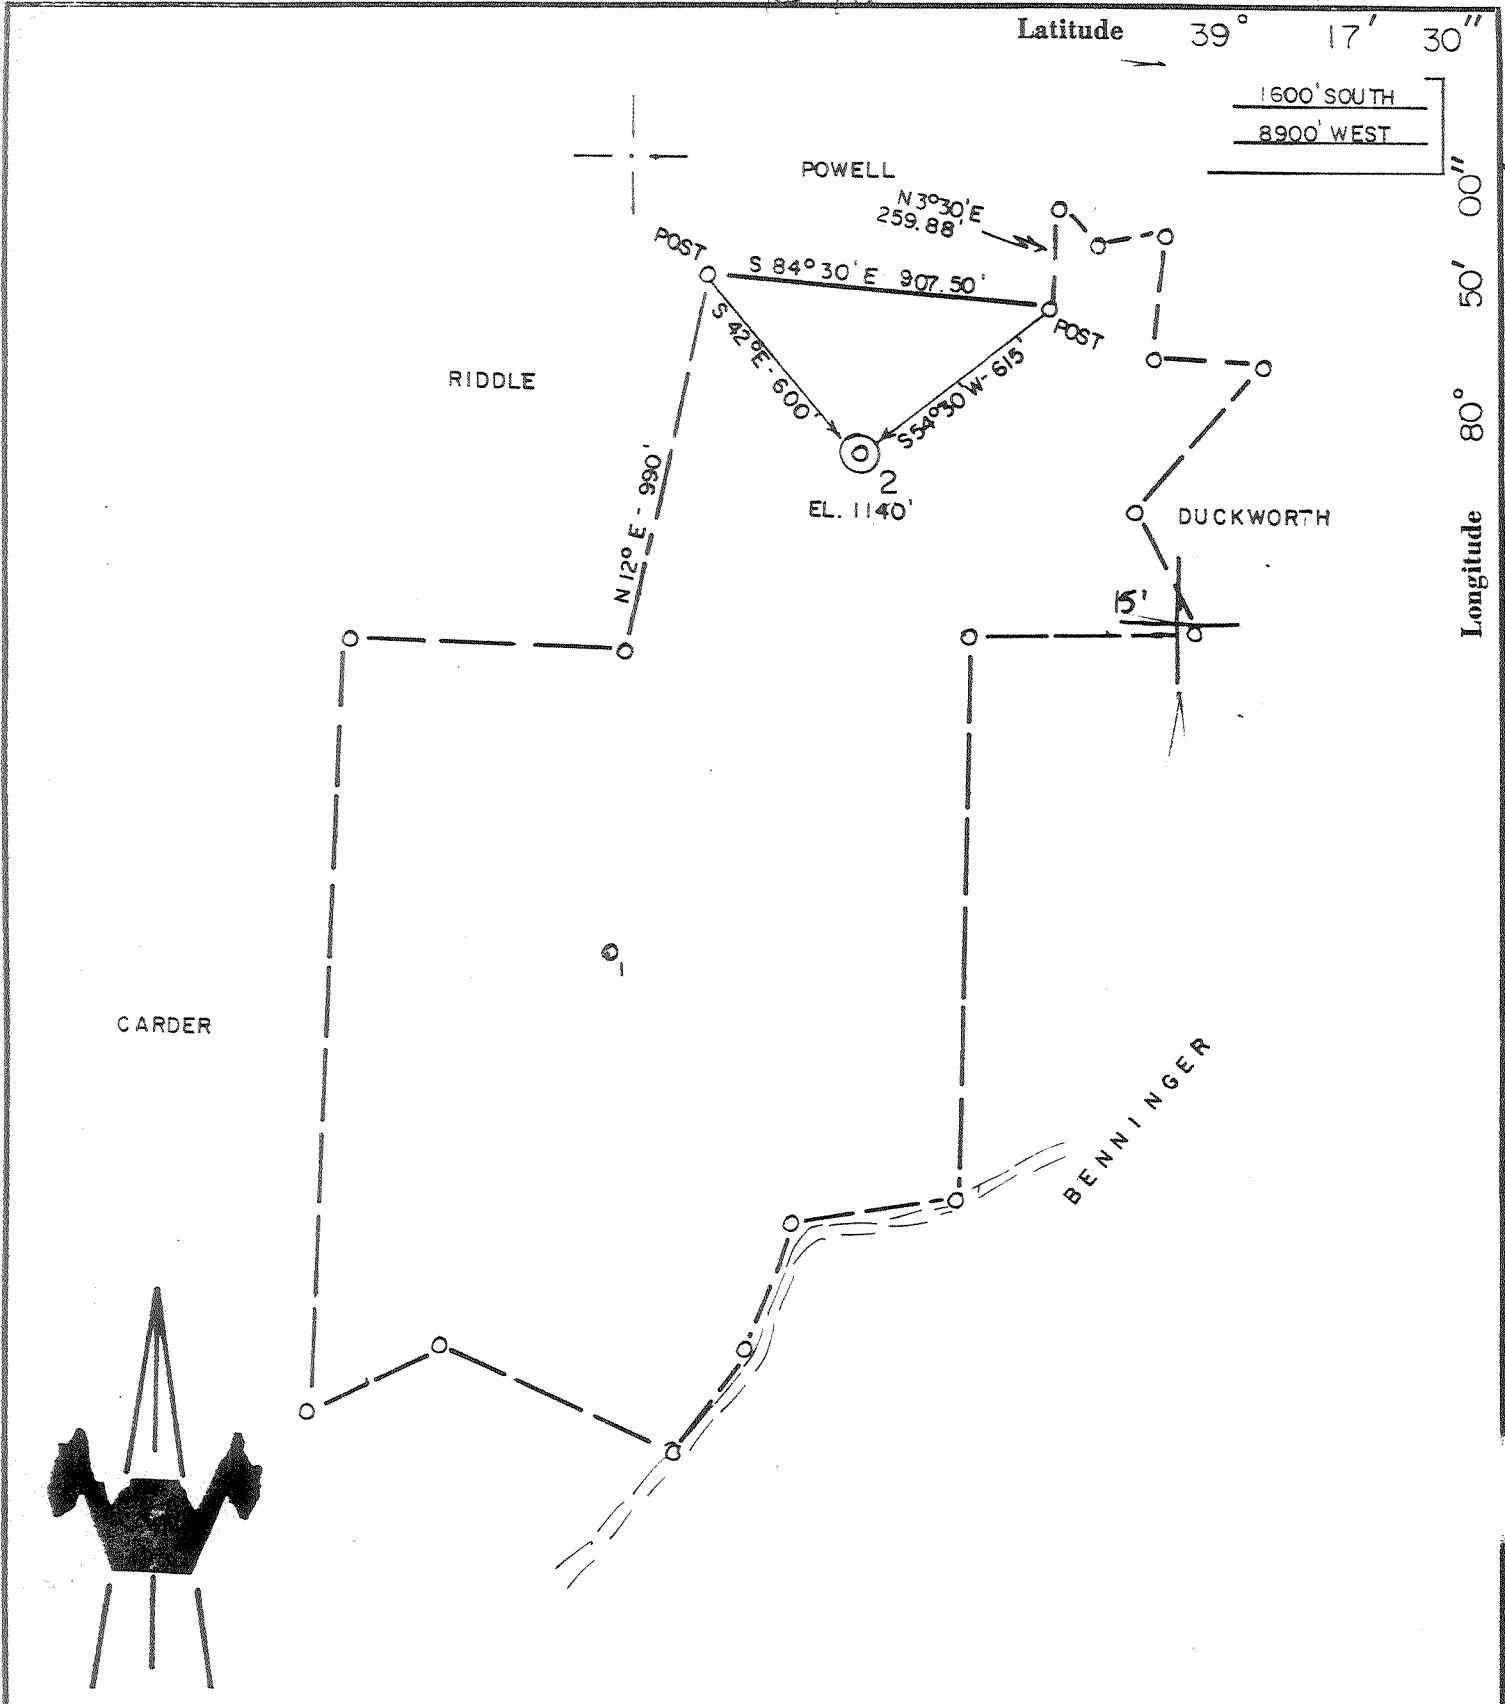 Latitude 39° 17' 30"
1600' SOUTH
8900' WEST
Longitude 80° 50' 00"
POWELL
N 3°30'E
259.88'
POST
S 84°30'E 907.50'
POST
S 42°E - 600'
S54°30'W - 615'
RIDDLE
2
EL. 1140'
N 12° E - 990'
DUCKWORTH
15'
1
CARDER
BENNINGER